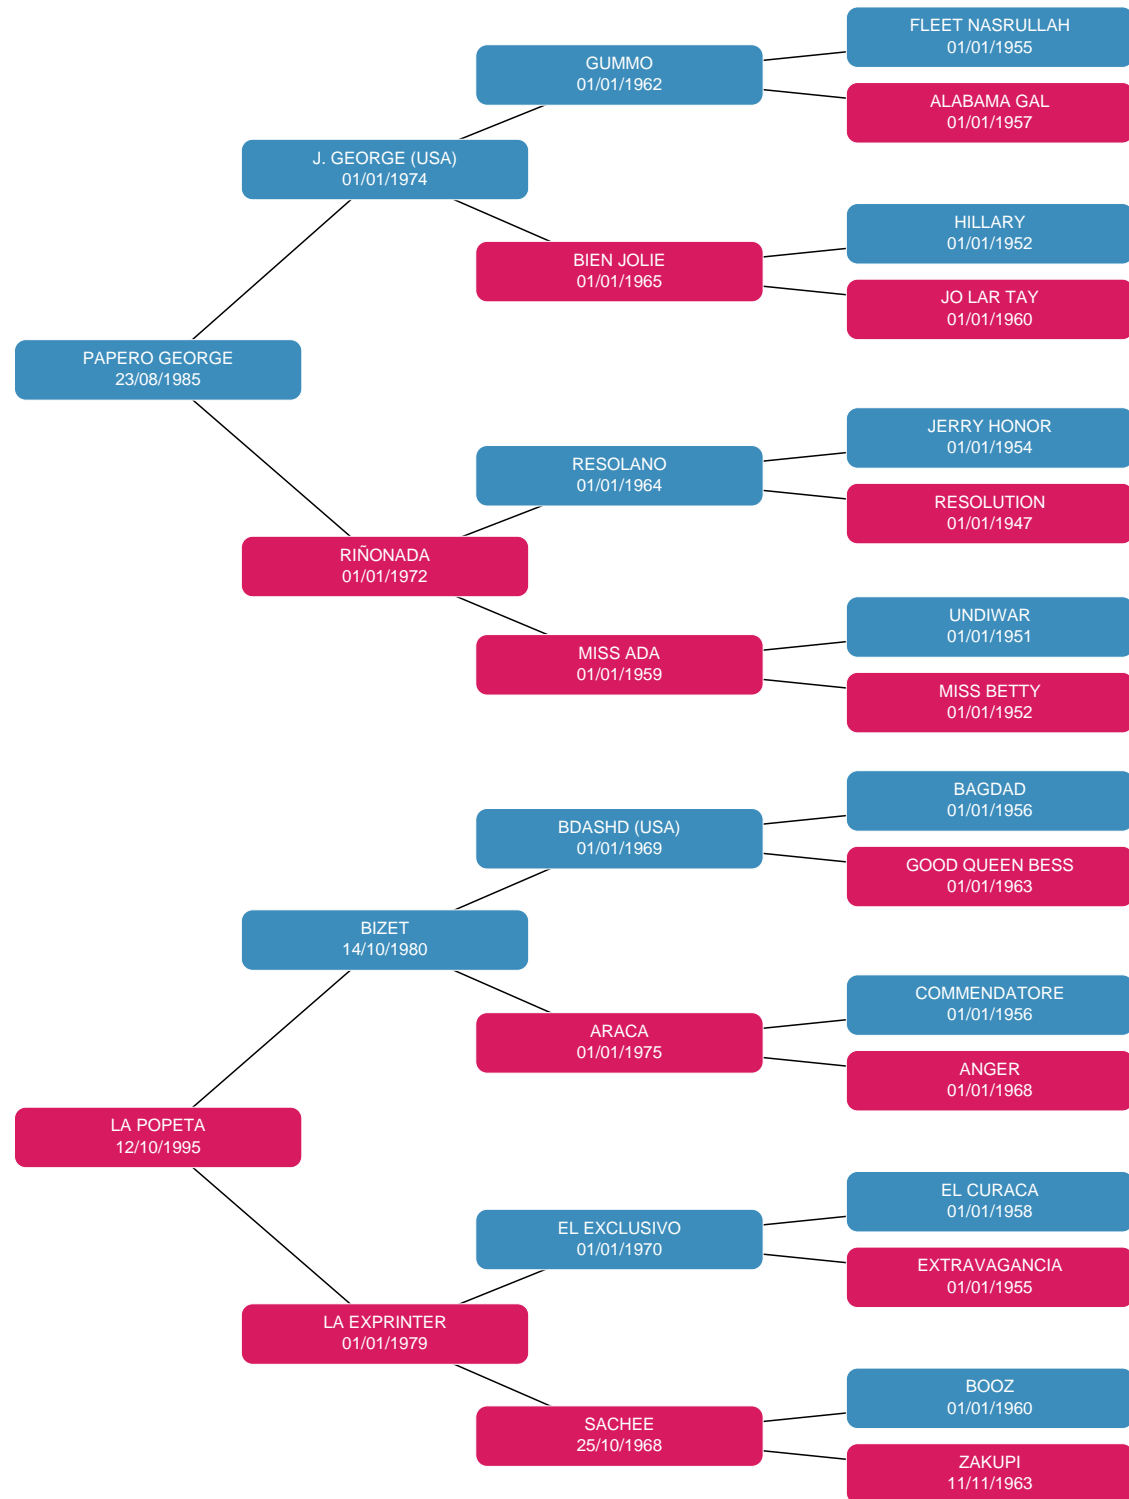 FLEET NASRULLAH
01/01/1955
GUMMO
01/01/1962
ALABAMA GAL
01/01/1957
J. GEORGE (USA)
01/01/1974
HILLARY
01/01/1952
BIEN JOLIE
01/01/1965
JO LAR TAY
01/01/1960
PAPERO GEORGE
23/08/1985
JERRY HONOR
01/01/1954
RESOLANO
01/01/1964
RESOLUTION
01/01/1947
RIÑONADA
01/01/1972
UNDIWAR
01/01/1951
MISS ADA
01/01/1959
MISS BETTY
01/01/1952
BAGDAD
01/01/1956
BDASHD (USA)
01/01/1969
GOOD QUEEN BESS
01/01/1963
BIZET
14/10/1980
COMMENDATORE
01/01/1956
ARACA
01/01/1975
ANGER
01/01/1968
LA POPETA
12/10/1995
EL CURACA
01/01/1958
EL EXCLUSIVO
01/01/1970
EXTRAVAGANCIA
01/01/1955
LA EXPRINTER
01/01/1979
BOOZ
01/01/1960
SACHEE
25/10/1968
ZAKUPI
11/11/1963